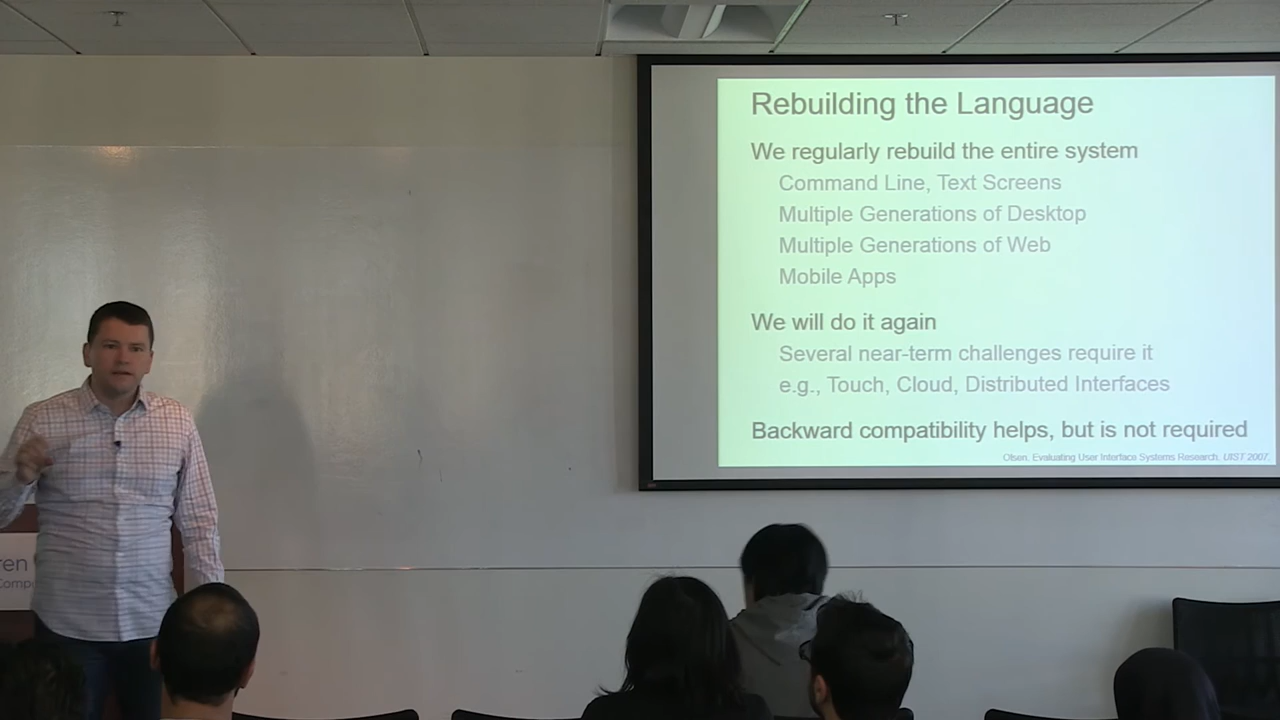 Rebuilding the Language
We regularly rebuild the entire system
Command Line, Text Screens
Multiple Generations of Desktop
Multiple Generations of Web
Mobile Apps
We will do it again
Several near-term challenges require it
e.g., Touch, Cloud, Distributed Interfaces
Backward compatibility helps, but is not required
Olsen, Evaluating User Interface Systems Research, UIST 2007.
ren
Comp